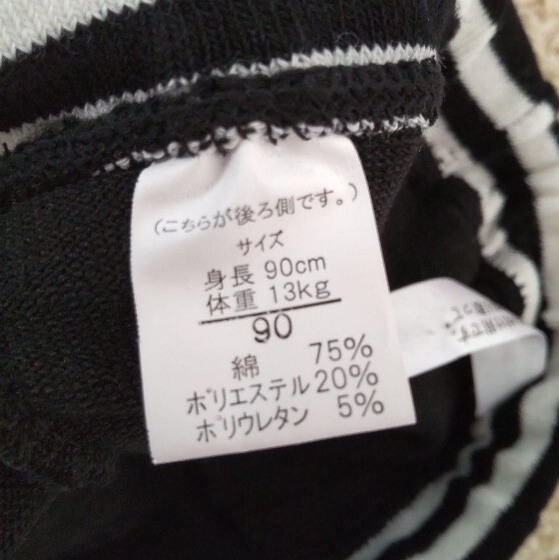 (こちらが後ろ側です。)
サイズ
身長 90cm
体重 13kg
90
綿 75%
ポリエステル 20%
ポリウレタン 5%